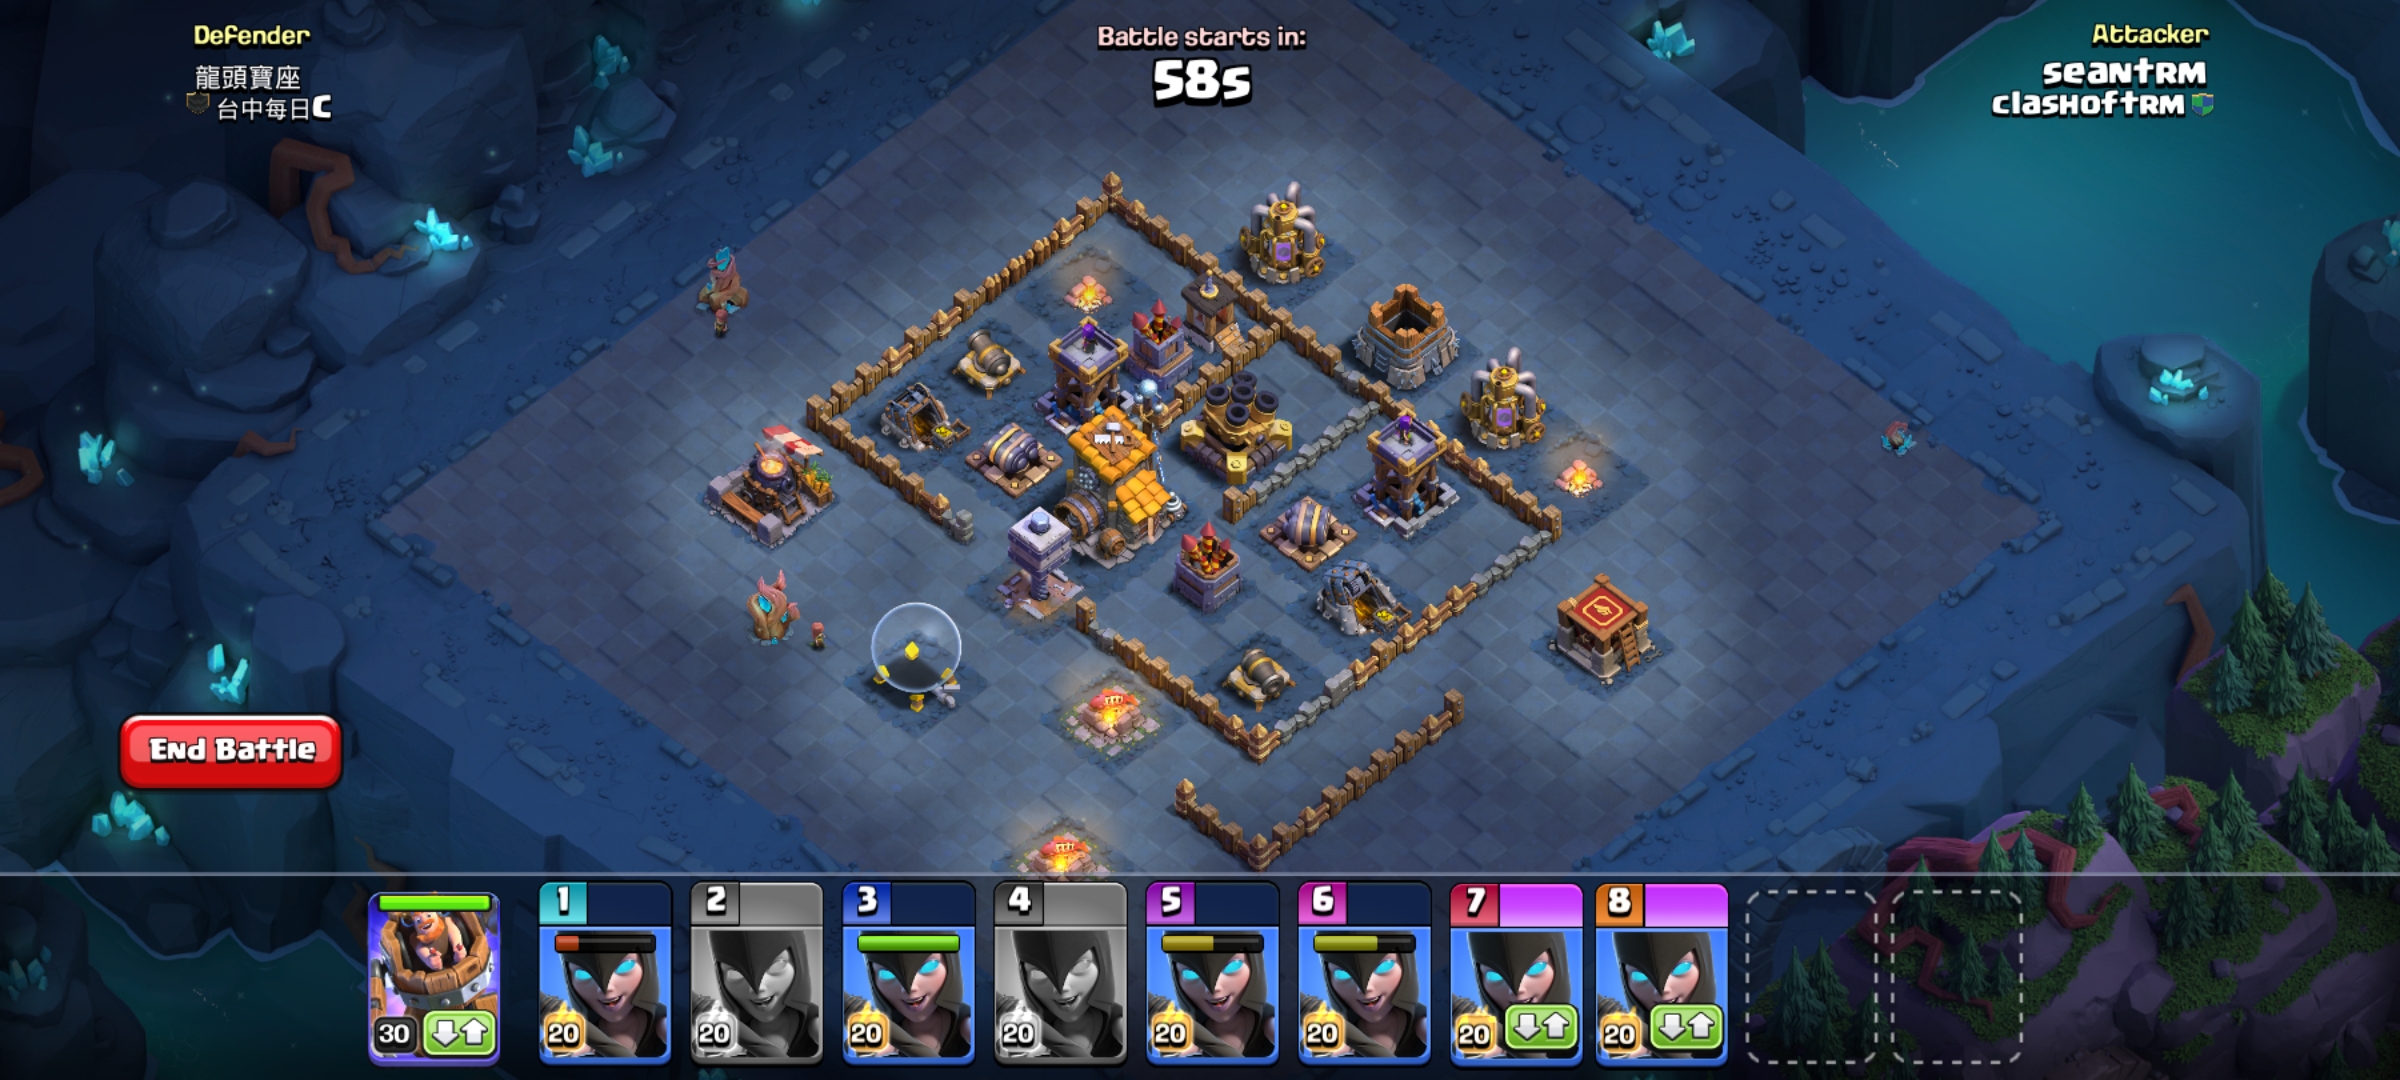 Defender
龍頭寶座
台中每日C
Battle starts in:
58s
Attacker
seantRM
clashoftRM
End Battle
30
1
20
2
20
3
20
4
20
5
20
6
20
7
20
8
20